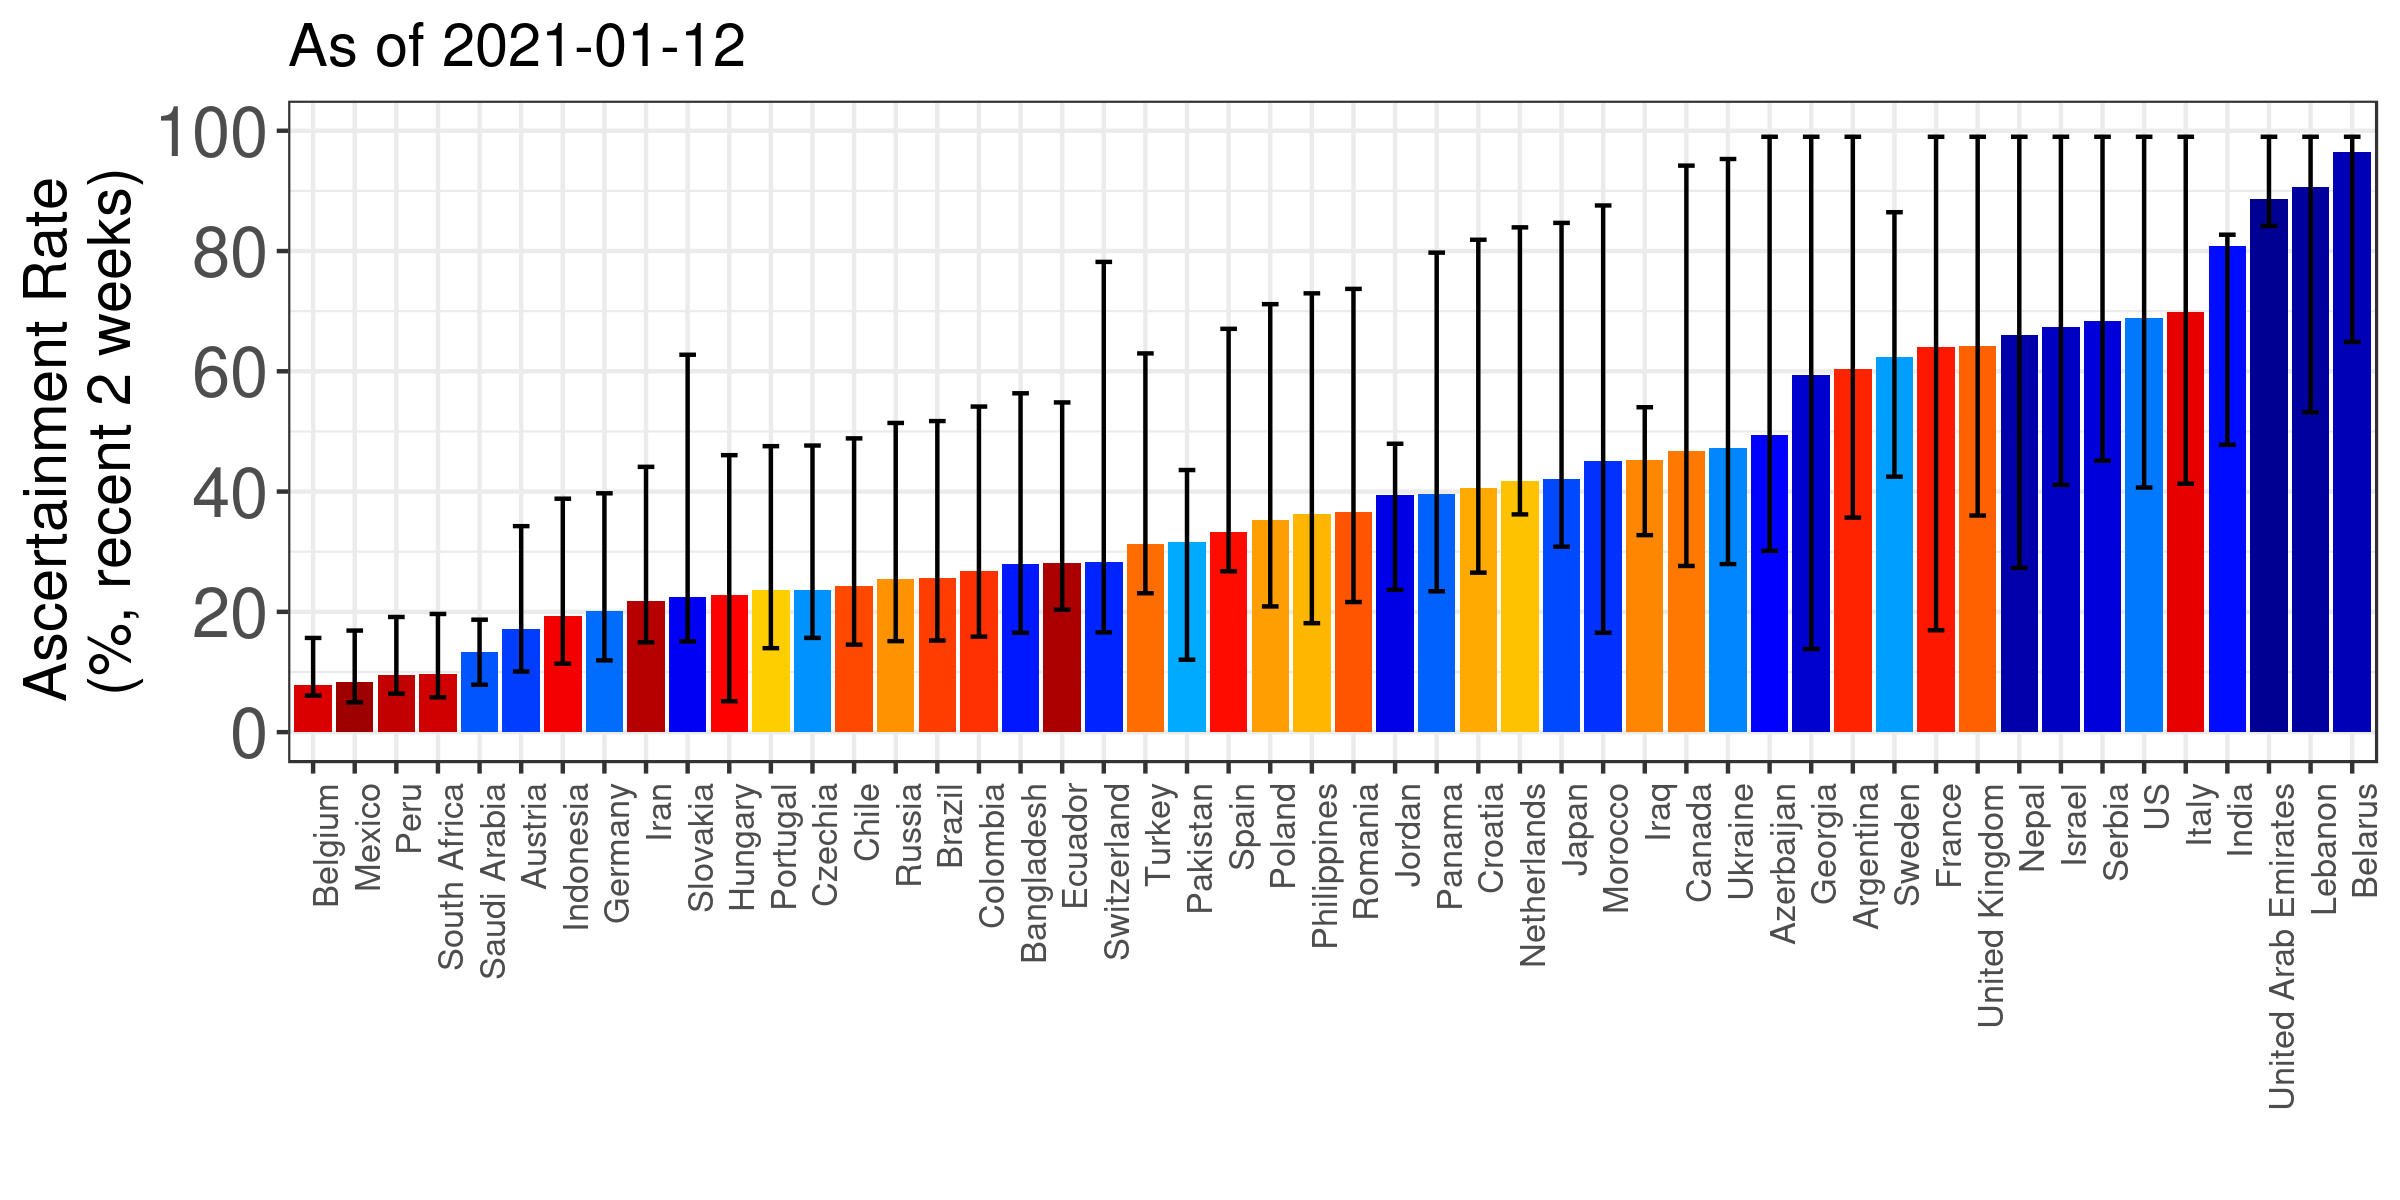 As of 2021-01-12
Ascertainment Rate
(%, recent 2 weeks)
100
80
60
40
20
0
Belgium
Mexico
Peru
South Africa
Saudi Arabia
Austria
Indonesia
Germany
Iran
Slovakia
Hungary
Portugal
Czechia
Chile
Russia
Brazil
Colombia
Bangladesh
Ecuador
Switzerland
Turkey
Pakistan
Spain
Poland
Philippines
Romania
Jordan
Panama
Croatia
Netherlands
Japan
Morocco
Iraq
Canada
Ukraine
Azerbaijan
Georgia
Argentina
Sweden
France
United Kingdom
Nepal
Israel
Serbia
US
Italy
India
United Arab Emirates
Lebanon
Belarus